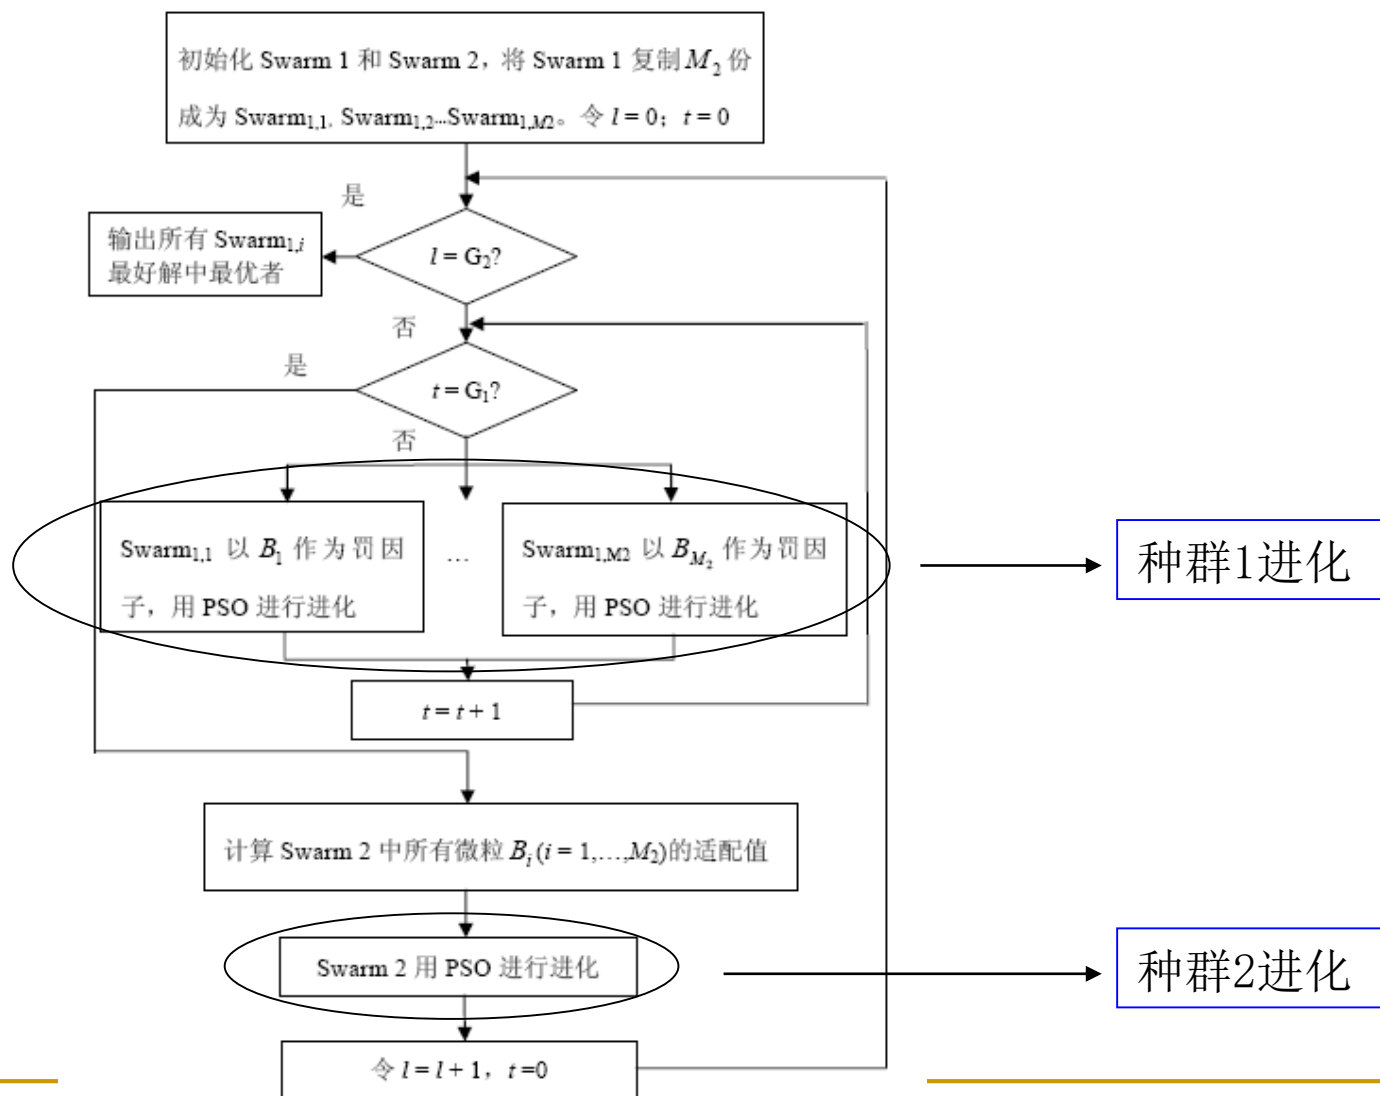 初始化 Swarm 1 和 Swarm 2，将 Swarm 1 复制 M₂ 份
成为 Swarm₁,₁, Swarm₁,₂...Swarm₁,M2。令 l = 0；t = 0
是
输出所有 Swarm₁,i
最好解中最优者
l = G₂?
否
是
t = G₁?
否
Swarm₁,₁ 以 B₁ 作为罚因
子，用 PSO 进行进化
…
Swarm₁,M2 以 B_M₂ 作为罚因
子，用 PSO 进行进化
种群1进化
t = t + 1
计算 Swarm 2 中所有微粒 Bᵢ (i = 1,…,M₂)的适配值
Swarm 2 用 PSO 进行进化
种群2进化
令 l = l + 1，t =0